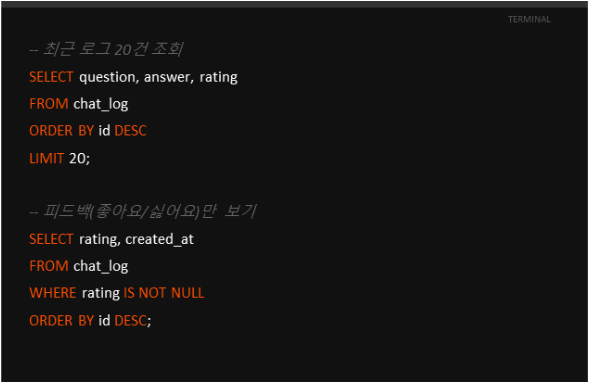 TERMINAL
-- 최근 로그 20건 조회
SELECT question, answer, rating
FROM chat_log
ORDER BY id DESC
LIMIT 20;
-- 피드백(좋아요/싫어요)만 보기
SELECT rating, created_at
FROM chat_log
WHERE rating IS NOT NULL
ORDER BY id DESC;